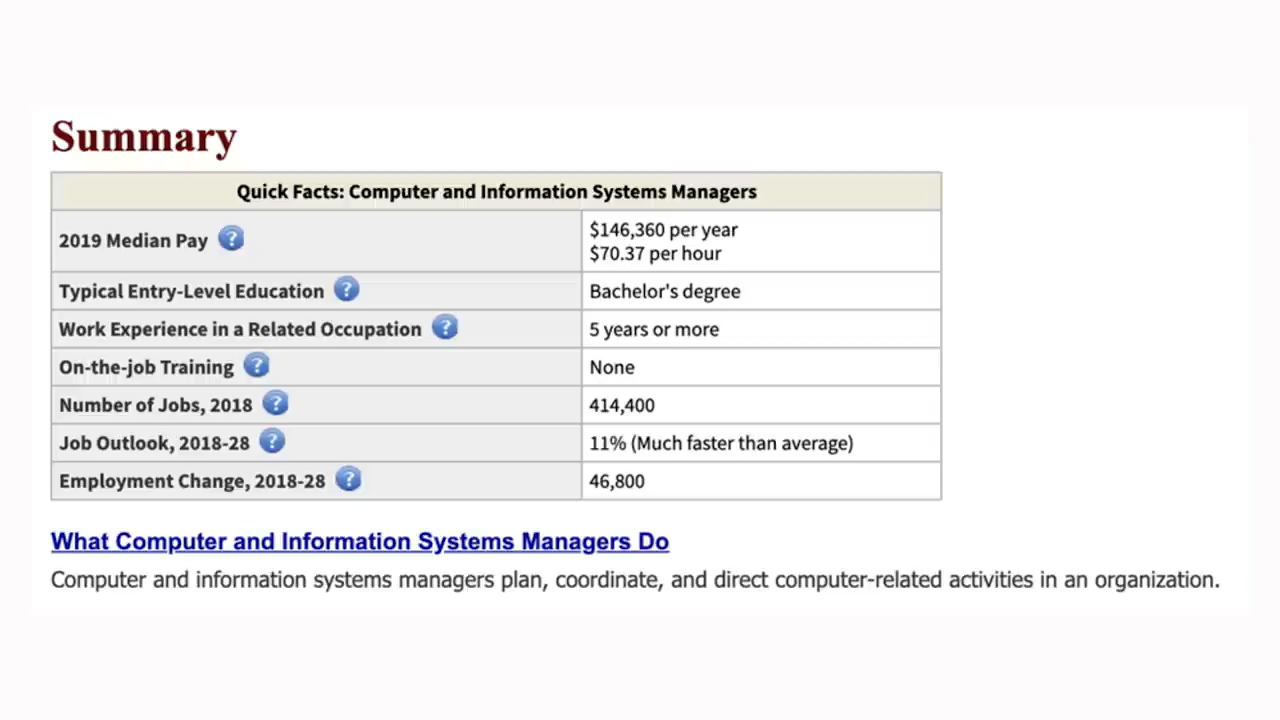 Summary
Quick Facts: Computer and Information Systems Managers
2019 Median Pay ?
$146,360 per year
$70.37 per hour
Typical Entry-Level Education ?
Bachelor's degree
Work Experience in a Related Occupation ?
5 years or more
On-the-job Training ?
None
Number of Jobs, 2018 ?
414,400
Job Outlook, 2018-28 ?
11% (Much faster than average)
Employment Change, 2018-28 ?
46,800
What Computer and Information Systems Managers Do
Computer and information systems managers plan, coordinate, and direct computer-related activities in an organization.